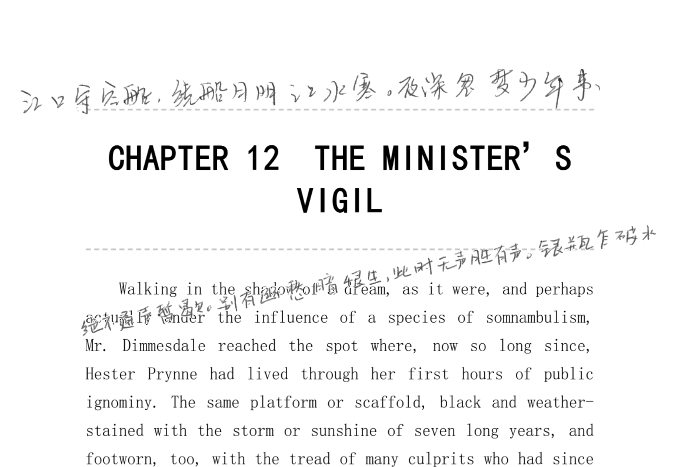 江口守空船，绕船月明江水寒。夜深忽梦少年事、
CHAPTER 12 THE MINISTER'S
VIGIL
绝不通声暂歇。别有幽愁暗恨生，此时无声胜有声。银瓶乍破水
Walking in the shadow of a dream, as it were, and perhaps
actually under the influence of a species of somnambulism,
Mr. Dimmesdale reached the spot where, now so long since,
Hester Prynne had lived through her first hours of public
ignominy. The same platform or scaffold, black and weather-
stained with the storm or sunshine of seven long years, and
footworn, too, with the tread of many culprits who had since